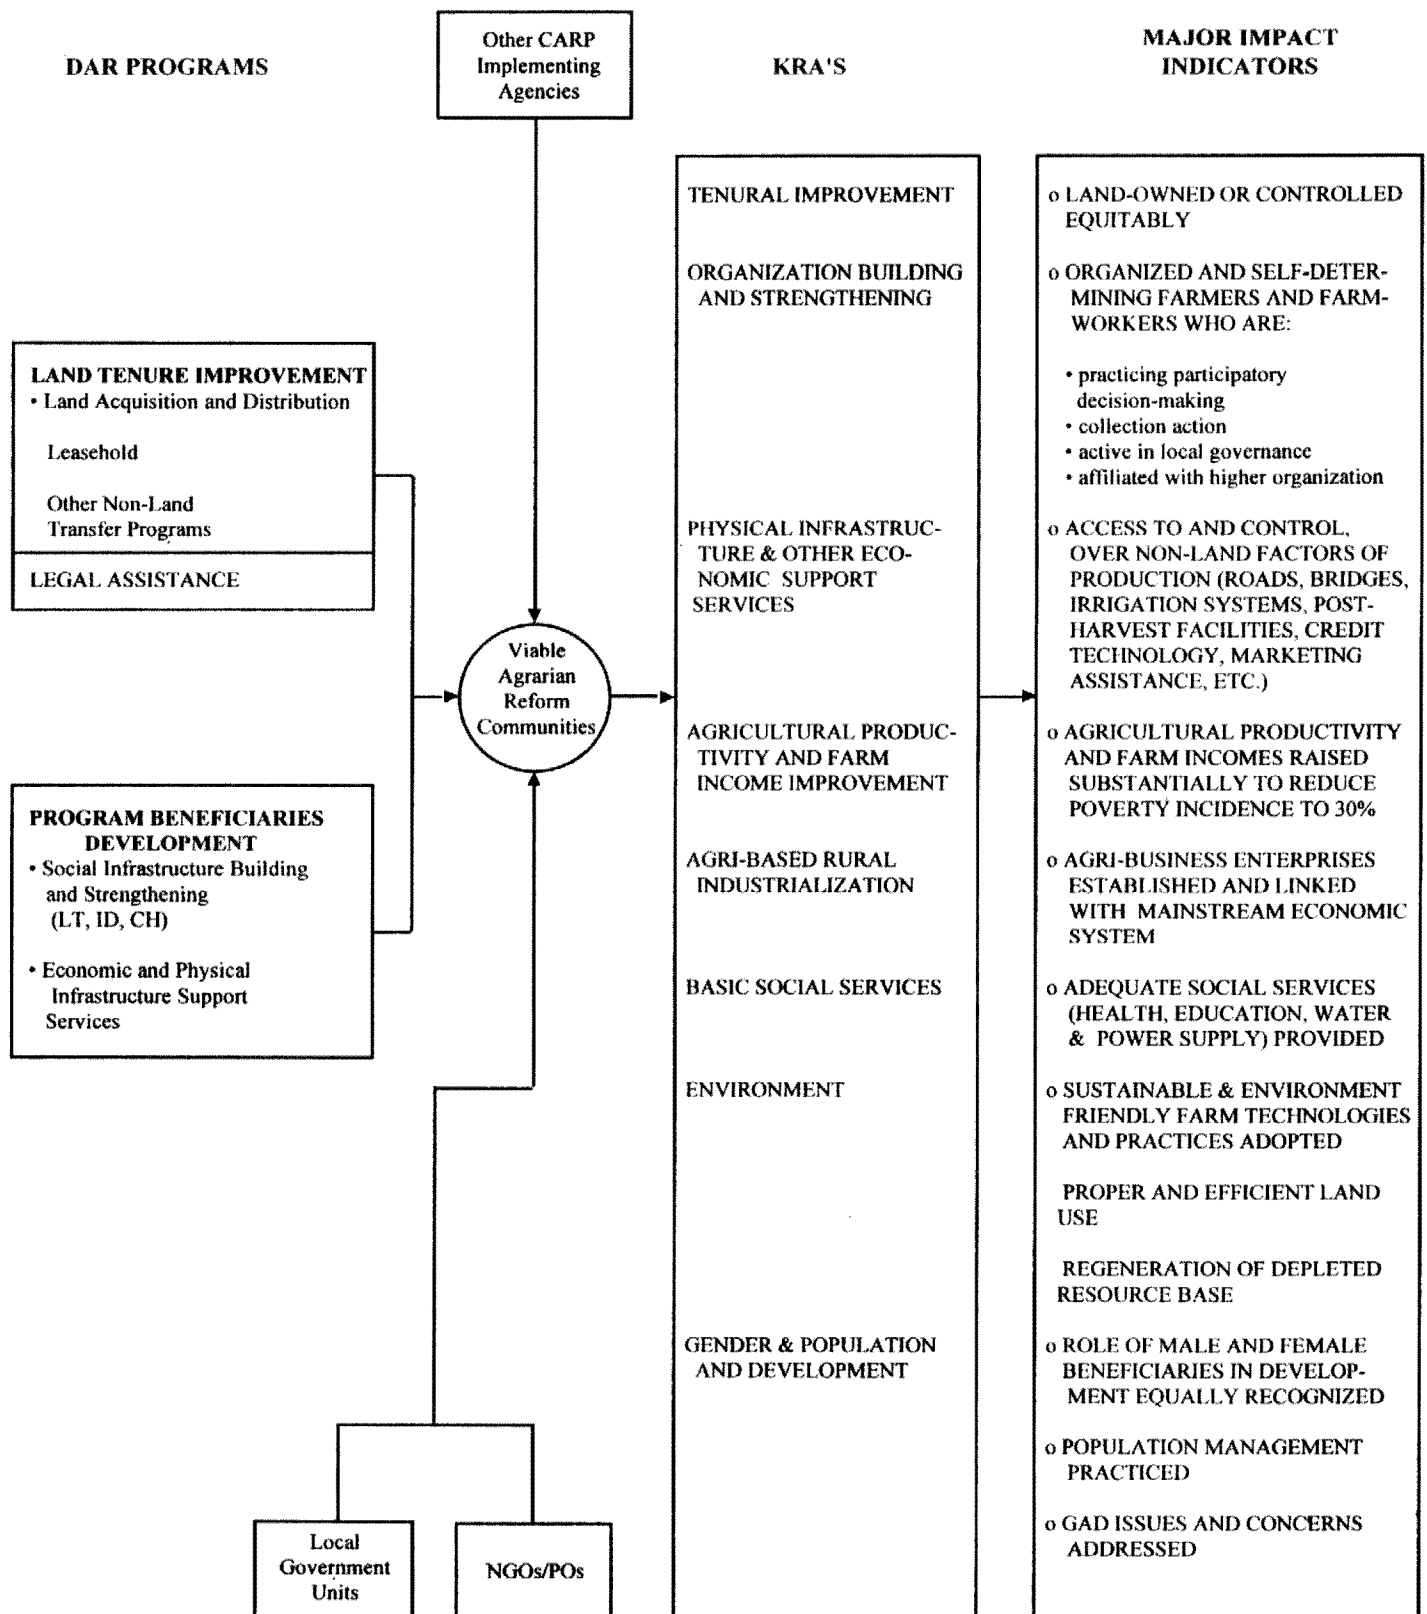 DAR PROGRAMS
Other CARP
Implementing
Agencies
KRA'S
MAJOR IMPACT
INDICATORS
LAND TENURE IMPROVEMENT
• Land Acquisition and Distribution
Leasehold
Other Non-Land
Transfer Programs
LEGAL ASSISTANCE
PROGRAM BENEFICIARIES
DEVELOPMENT
• Social Infrastructure Building
and Strengthening
(LT, ID, CH)
• Economic and Physical
Infrastructure Support
Services
Viable
Agrarian
Reform
Communities
Local
Government
Units
NGOs/POs
TENURAL IMPROVEMENT
ORGANIZATION BUILDING
AND STRENGTHENING
PHYSICAL INFRASTRUC-
TURE & OTHER ECO-
NOMIC SUPPORT
SERVICES
AGRICULTURAL PRODUC-
TIVITY AND FARM
INCOME IMPROVEMENT
AGRI-BASED RURAL
INDUSTRIALIZATION
BASIC SOCIAL SERVICES
ENVIRONMENT
GENDER & POPULATION
AND DEVELOPMENT
o LAND-OWNED OR CONTROLLED
EQUITABLY
o ORGANIZED AND SELF-DETER-
MINING FARMERS AND FARM-
WORKERS WHO ARE:
• practicing participatory
decision-making
• collection action
• active in local governance
• affiliated with higher organization
o ACCESS TO AND CONTROL,
OVER NON-LAND FACTORS OF
PRODUCTION (ROADS, BRIDGES,
IRRIGATION SYSTEMS, POST-
HARVEST FACILITIES, CREDIT
TECHNOLOGY, MARKETING
ASSISTANCE, ETC.)
o AGRICULTURAL PRODUCTIVITY
AND FARM INCOMES RAISED
SUBSTANTIALLY TO REDUCE
POVERTY INCIDENCE TO 30%
o AGRI-BUSINESS ENTERPRISES
ESTABLISHED AND LINKED
WITH MAINSTREAM ECONOMIC
SYSTEM
o ADEQUATE SOCIAL SERVICES
(HEALTH, EDUCATION, WATER
& POWER SUPPLY) PROVIDED
o SUSTAINABLE & ENVIRONMENT
FRIENDLY FARM TECHNOLOGIES
AND PRACTICES ADOPTED
PROPER AND EFFICIENT LAND
USE
REGENERATION OF DEPLETED
RESOURCE BASE
o ROLE OF MALE AND FEMALE
BENEFICIARIES IN DEVELOP-
MENT EQUALLY RECOGNIZED
o POPULATION MANAGEMENT
PRACTICED
o GAD ISSUES AND CONCERNS
ADDRESSED